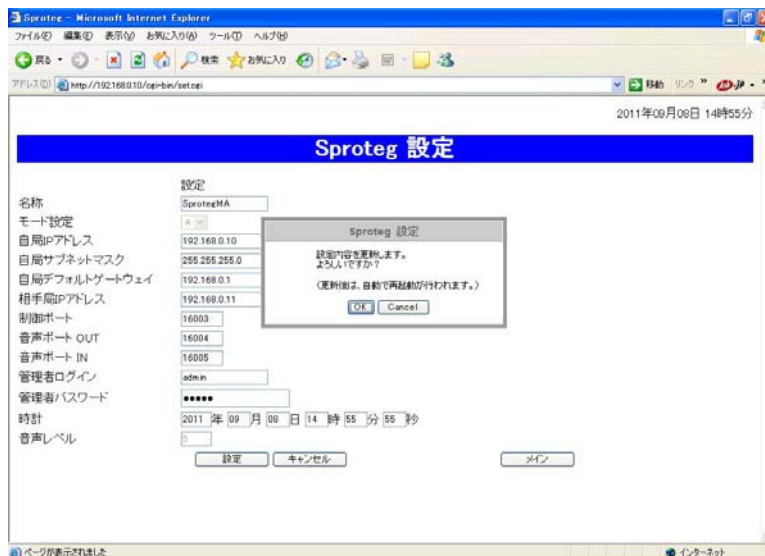 Sproteg - Microsoft Internet Explorer
ファイル(F) 編集(E) 表示(V) お気に入り(A) ツール(T) ヘルプ(H)
戻る 検索 お気に入り
アドレス(D) http://192.168.0.10/cgi-bin/set.cgi 移動 リンク
2011年09月08日 14時55分
Sproteg 設定
設定
名称 SprotegMA
モード設定 A
自局IPアドレス 192.168.0.10
自局サブネットマスク 255.255.255.0
自局デフォルトゲートウェイ 192.168.0.1
相手局IPアドレス 192.168.0.11
制御ポート 16003
音声ポート OUT 16004
音声ポート IN 16005
管理者ログイン admin
管理者パスワード ●●●●●
時計 2011 年 09 月 08 日 14 時 55 分 55 秒
音声レベル 5
設定 キャンセル メイン
Sproteg 設定
設定内容を更新します。
よろしいですか？
(更新後は、自動で再起動が行われます。)
OK Cancel
ページが表示されました インターネット